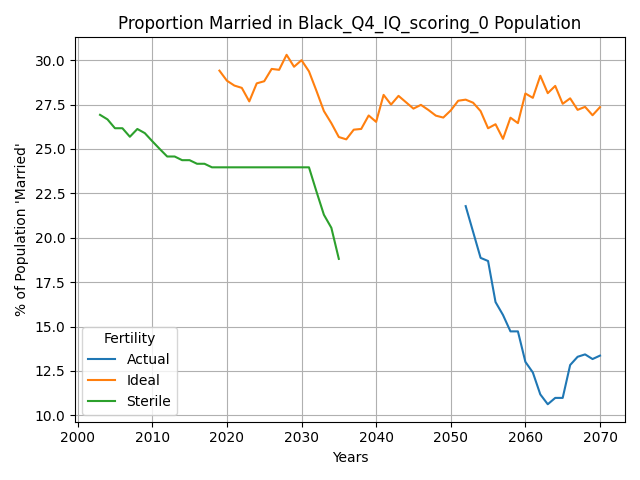 Proportion Married in Black_Q4_IQ_scoring_0 Population
% of Population 'Married'
30.0
27.5
25.0
22.5
20.0
17.5
15.0
12.5
10.0
Fertility
Actual
Ideal
Sterile
2000 2010 2020 2030 2040 2050 2060 2070
Years